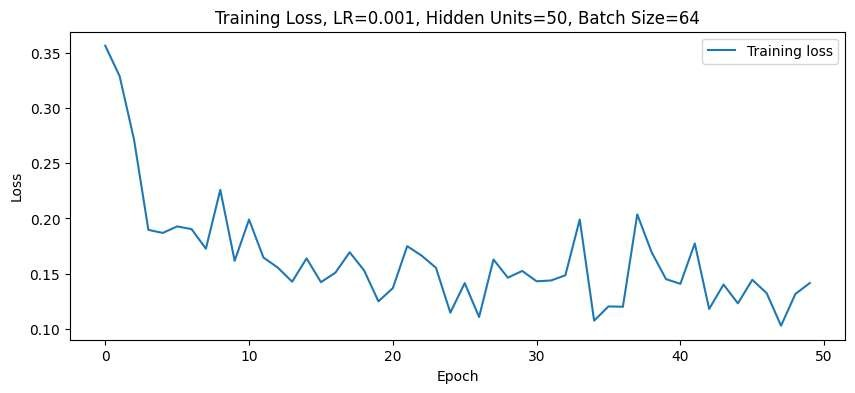 Training Loss, LR=0.001, Hidden Units=50, Batch Size=64
Training loss
0.35
0.30
0.25
0.20
0.15
0.10
Loss
0 10 20 30 40 50
Epoch